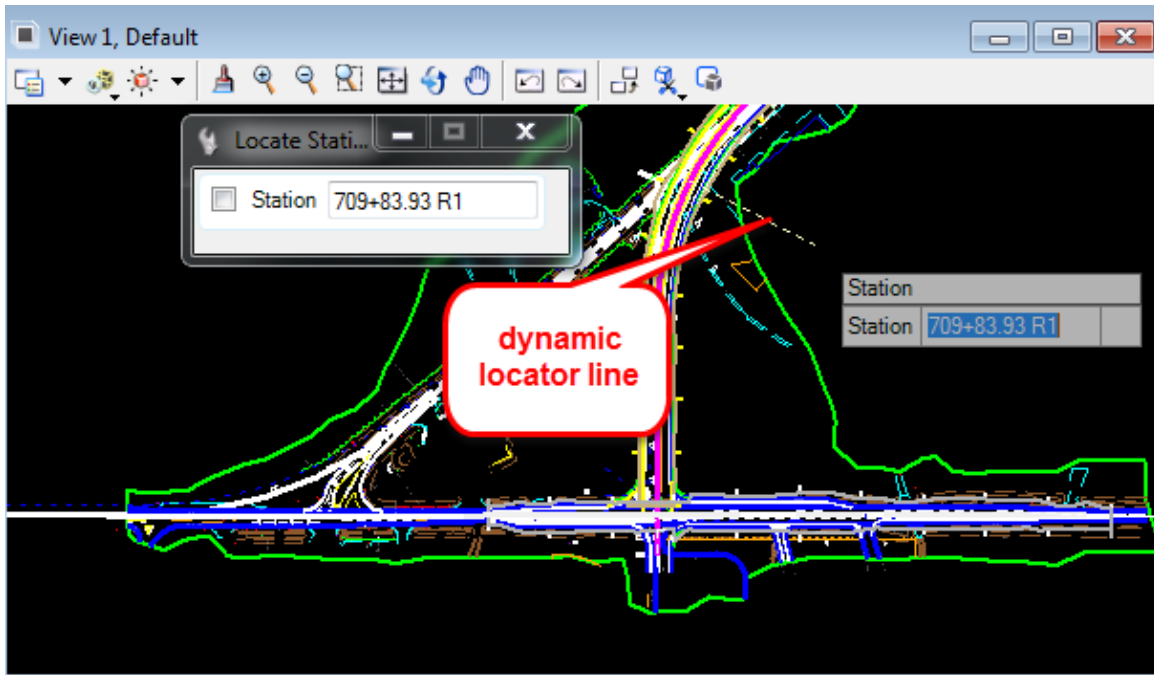 View 1, Default
Locate Stati...
Station 709+83.93 R1
dynamic
locator line
Station
Station 709+83.93 R1